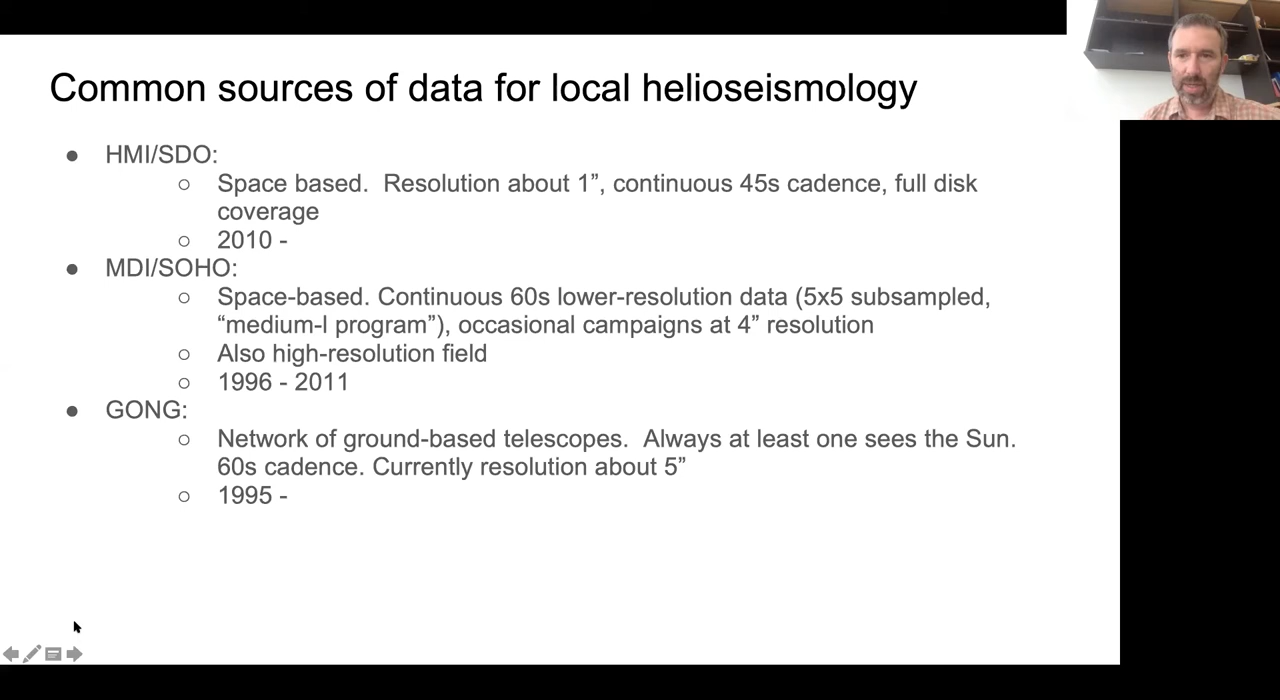 Common sources of data for local helioseismology
● HMI/SDO:
○ Space based.  Resolution about 1”, continuous 45s cadence, full disk
coverage
○ 2010 -
● MDI/SOHO:
○ Space-based. Continuous 60s lower-resolution data (5x5 subsampled,
“medium-l program”), occasional campaigns at 4” resolution
○ Also high-resolution field
○ 1996 - 2011
● GONG:
○ Network of ground-based telescopes.  Always at least one sees the Sun.
60s cadence. Currently resolution about 5”
○ 1995 -